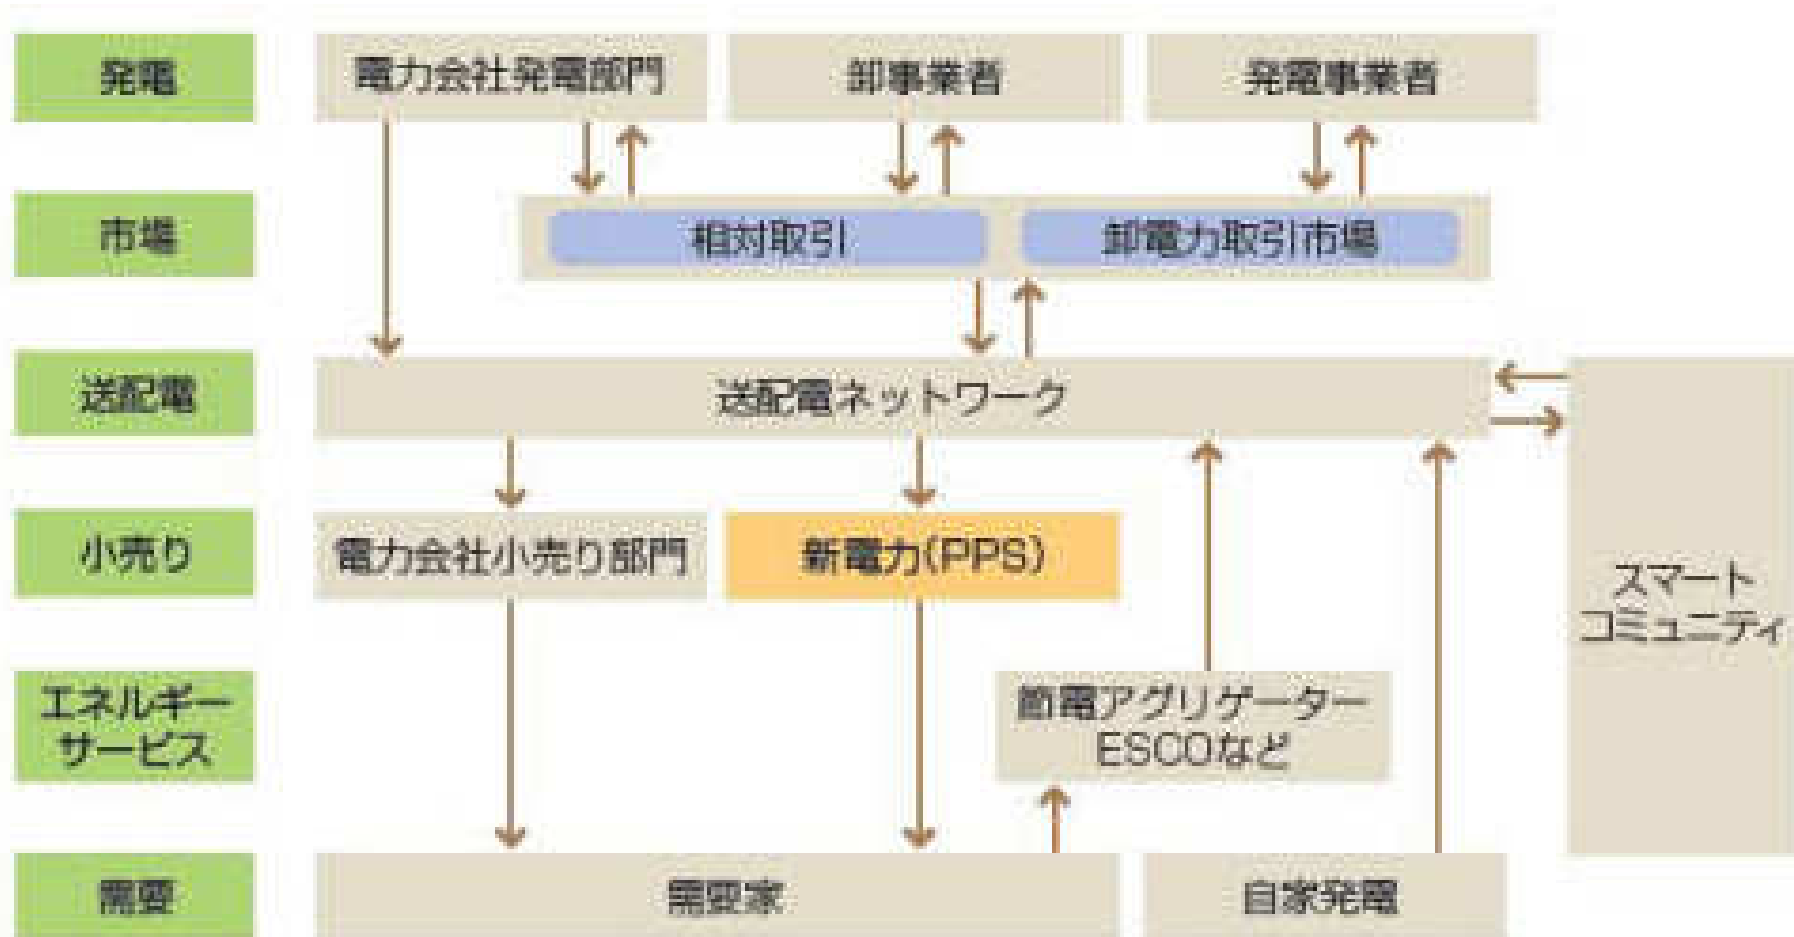 発電
電力会社発電部門
卸事業者
発電事業者
市場
相対取引
卸電力取引市場
送配電
送配電ネットワーク
小売り
電力会社小売り部門
新電力(PPS)
スマート
コミュニティ
エネルギー
サービス
節電アグリゲーター
ESCOなど
需要
需要家
自家発電